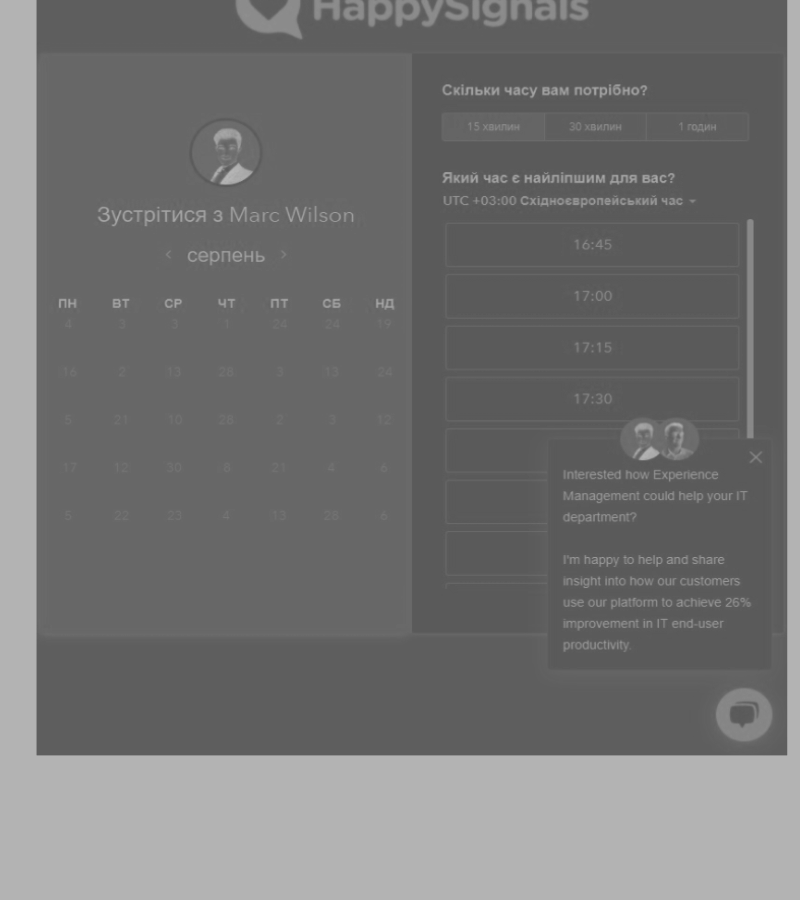 HappySignals
Зустрітися з Marc Wilson
серпень
ПН ВТ СР ЧТ ПТ СБ НД
4 3 3 1 24 24 19
16 2 13 28 3 13 24
5 21 10 28 2 3 12
17 12 30 8 21 4 6
5 22 23 4 13 28 6
Скільки часу вам потрібно?
15 хвилин 30 хвилин 1 годин
Який час є найліпшим для вас?
UTC +03:00 Східноєвропейський час
16:45
17:00
17:15
17:30
Interested how Experience
Management could help your IT
department?
I'm happy to help and share
insight into how our customers
use our platform to achieve 26%
improvement in IT end-user
productivity.